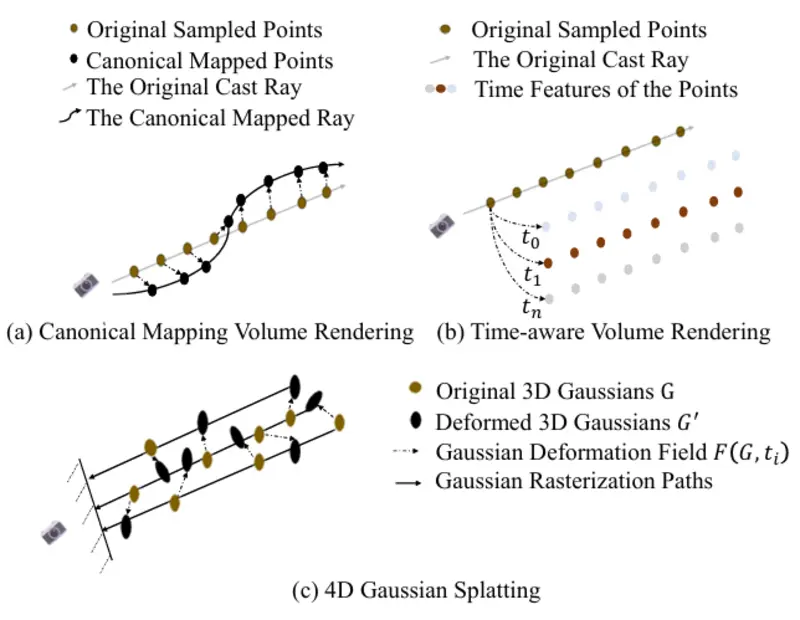 Original Sampled Points
Canonical Mapped Points
The Original Cast Ray
The Canonical Mapped Ray
(a) Canonical Mapping Volume Rendering
Original Sampled Points
The Original Cast Ray
Time Features of the Points
t₀
t₁
tₙ
(b) Time-aware Volume Rendering
Original 3D Gaussians G
Deformed 3D Gaussians G′
Gaussian Deformation Field F(G, tᵢ)
Gaussian Rasterization Paths
(c) 4D Gaussian Splatting